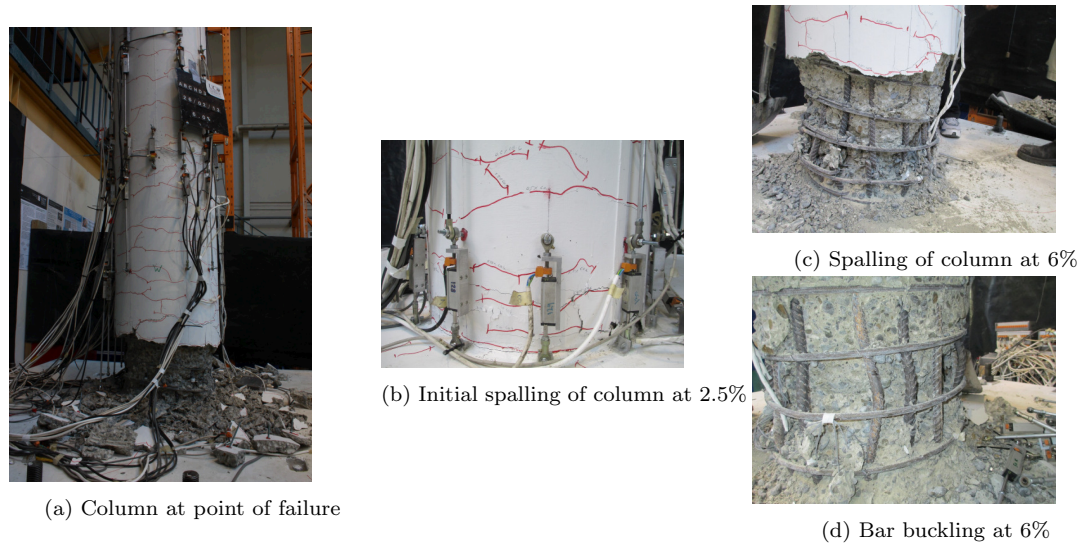 (a) Column at point of failure
(b) Initial spalling of column at 2.5%
(c) Spalling of column at 6%
(d) Bar buckling at 6%